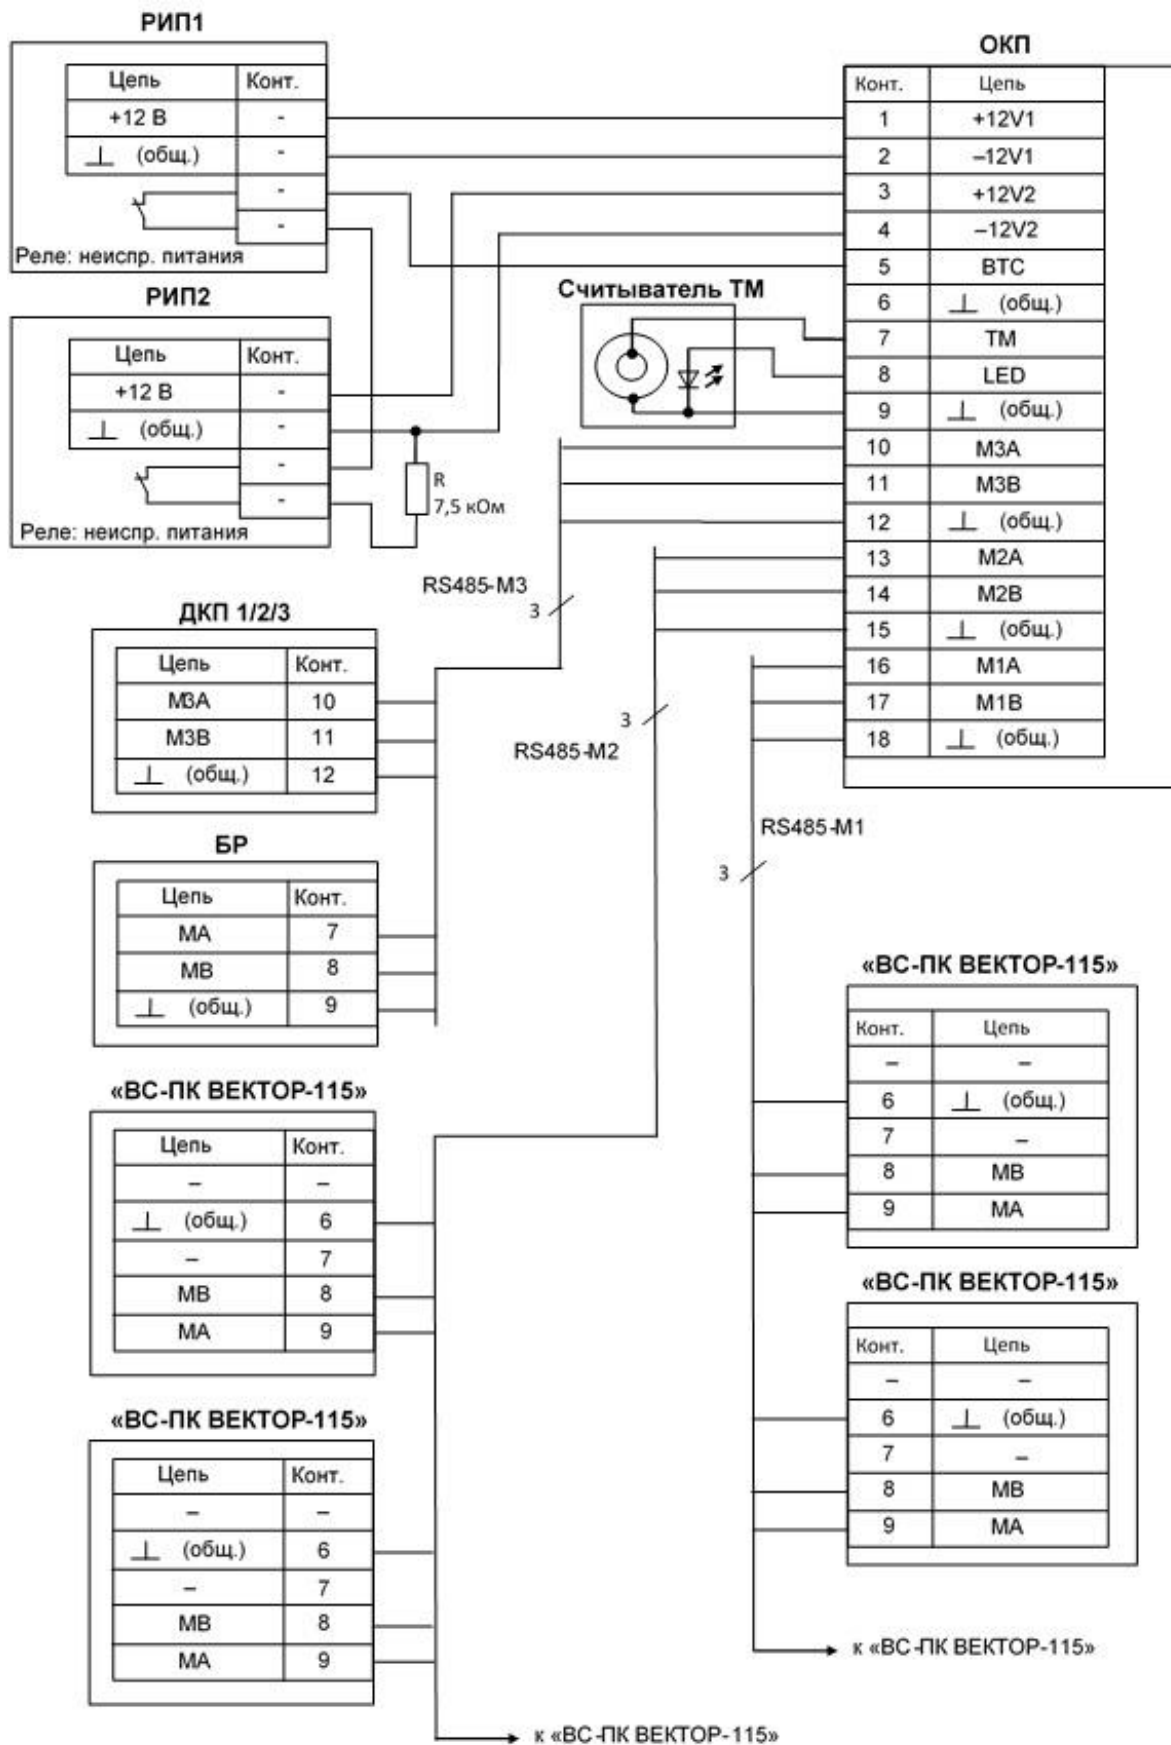 РИП1
Цепь Конт.
+12 В -
⊥ (общ.) -
-
-
Реле: неиспр. питания
РИП2
Цепь Конт.
+12 В -
⊥ (общ.) -
-
-
Реле: неиспр. питания
R
7,5 кОм
Считыватель ТМ
ОКП
Конт. Цепь
1 +12V1
2 –12V1
3 +12V2
4 –12V2
5 ВТС
6 ⊥ (общ.)
7 ТМ
8 LED
9 ⊥ (общ.)
10 М3А
11 М3В
12 ⊥ (общ.)
13 М2А
14 М2В
15 ⊥ (общ.)
16 М1А
17 М1В
18 ⊥ (общ.)
RS485-М3
3
3
RS485-М2
RS485-М1
3
ДКП 1/2/3
Цепь Конт.
М3А 10
М3В 11
⊥ (общ.) 12
БР
Цепь Конт.
МА 7
МВ 8
⊥ (общ.) 9
«ВС-ПК ВЕКТОР-115»
Цепь Конт.
– –
⊥ (общ.) 6
– 7
МВ 8
МА 9
«ВС-ПК ВЕКТОР-115»
Цепь Конт.
– –
⊥ (общ.) 6
– 7
МВ 8
МА 9
к «ВС-ПК ВЕКТОР-115»
«ВС-ПК ВЕКТОР-115»
Конт. Цепь
– –
6 ⊥ (общ.)
7 –
8 МВ
9 МА
«ВС-ПК ВЕКТОР-115»
Конт. Цепь
– –
6 ⊥ (общ.)
7 –
8 МВ
9 МА
к «ВС-ПК ВЕКТОР-115»